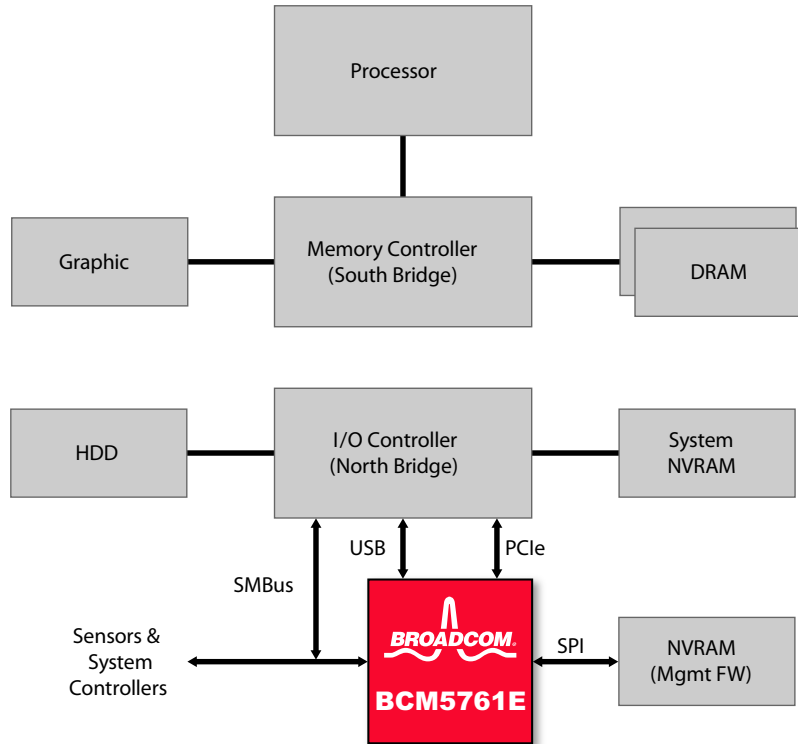 Processor
Graphic
Memory Controller
(South Bridge)
DRAM
HDD
I/O Controller
(North Bridge)
System
NVRAM
USB
PCIe
SMBus
Sensors &
System
Controllers
BROADCOM.
BCM5761E
SPI
NVRAM
(Mgmt FW)